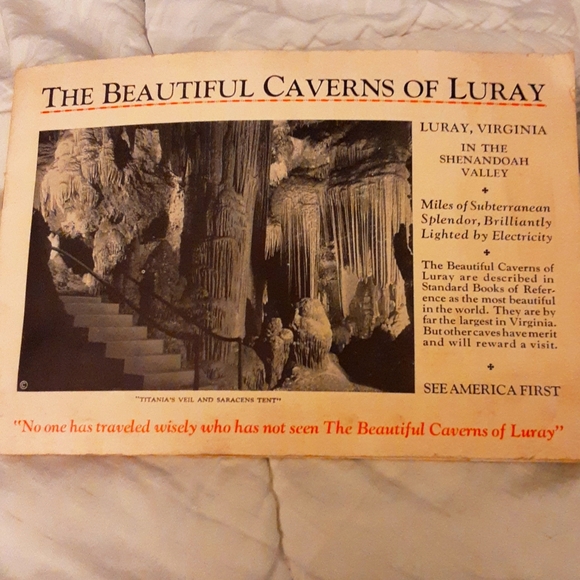 THE BEAUTIFUL CAVERNS OF LURAY
LURAY, VIRGINIA
IN THE
SHENANDOAH
VALLEY
Miles of Subterranean
Splendor, Brilliantly
Lighted by Electricity
The Beautiful Caverns of
Luray are described in
Standard Books of Refer-
ence as the most beautiful
in the world. They are by
far the largest in Virginia.
But other caves have merit
and will reward a visit.
SEE AMERICA FIRST
©
"TITANIA'S VEIL AND SARACENS TENT"
"No one has traveled wisely who has not seen The Beautiful Caverns of Luray"